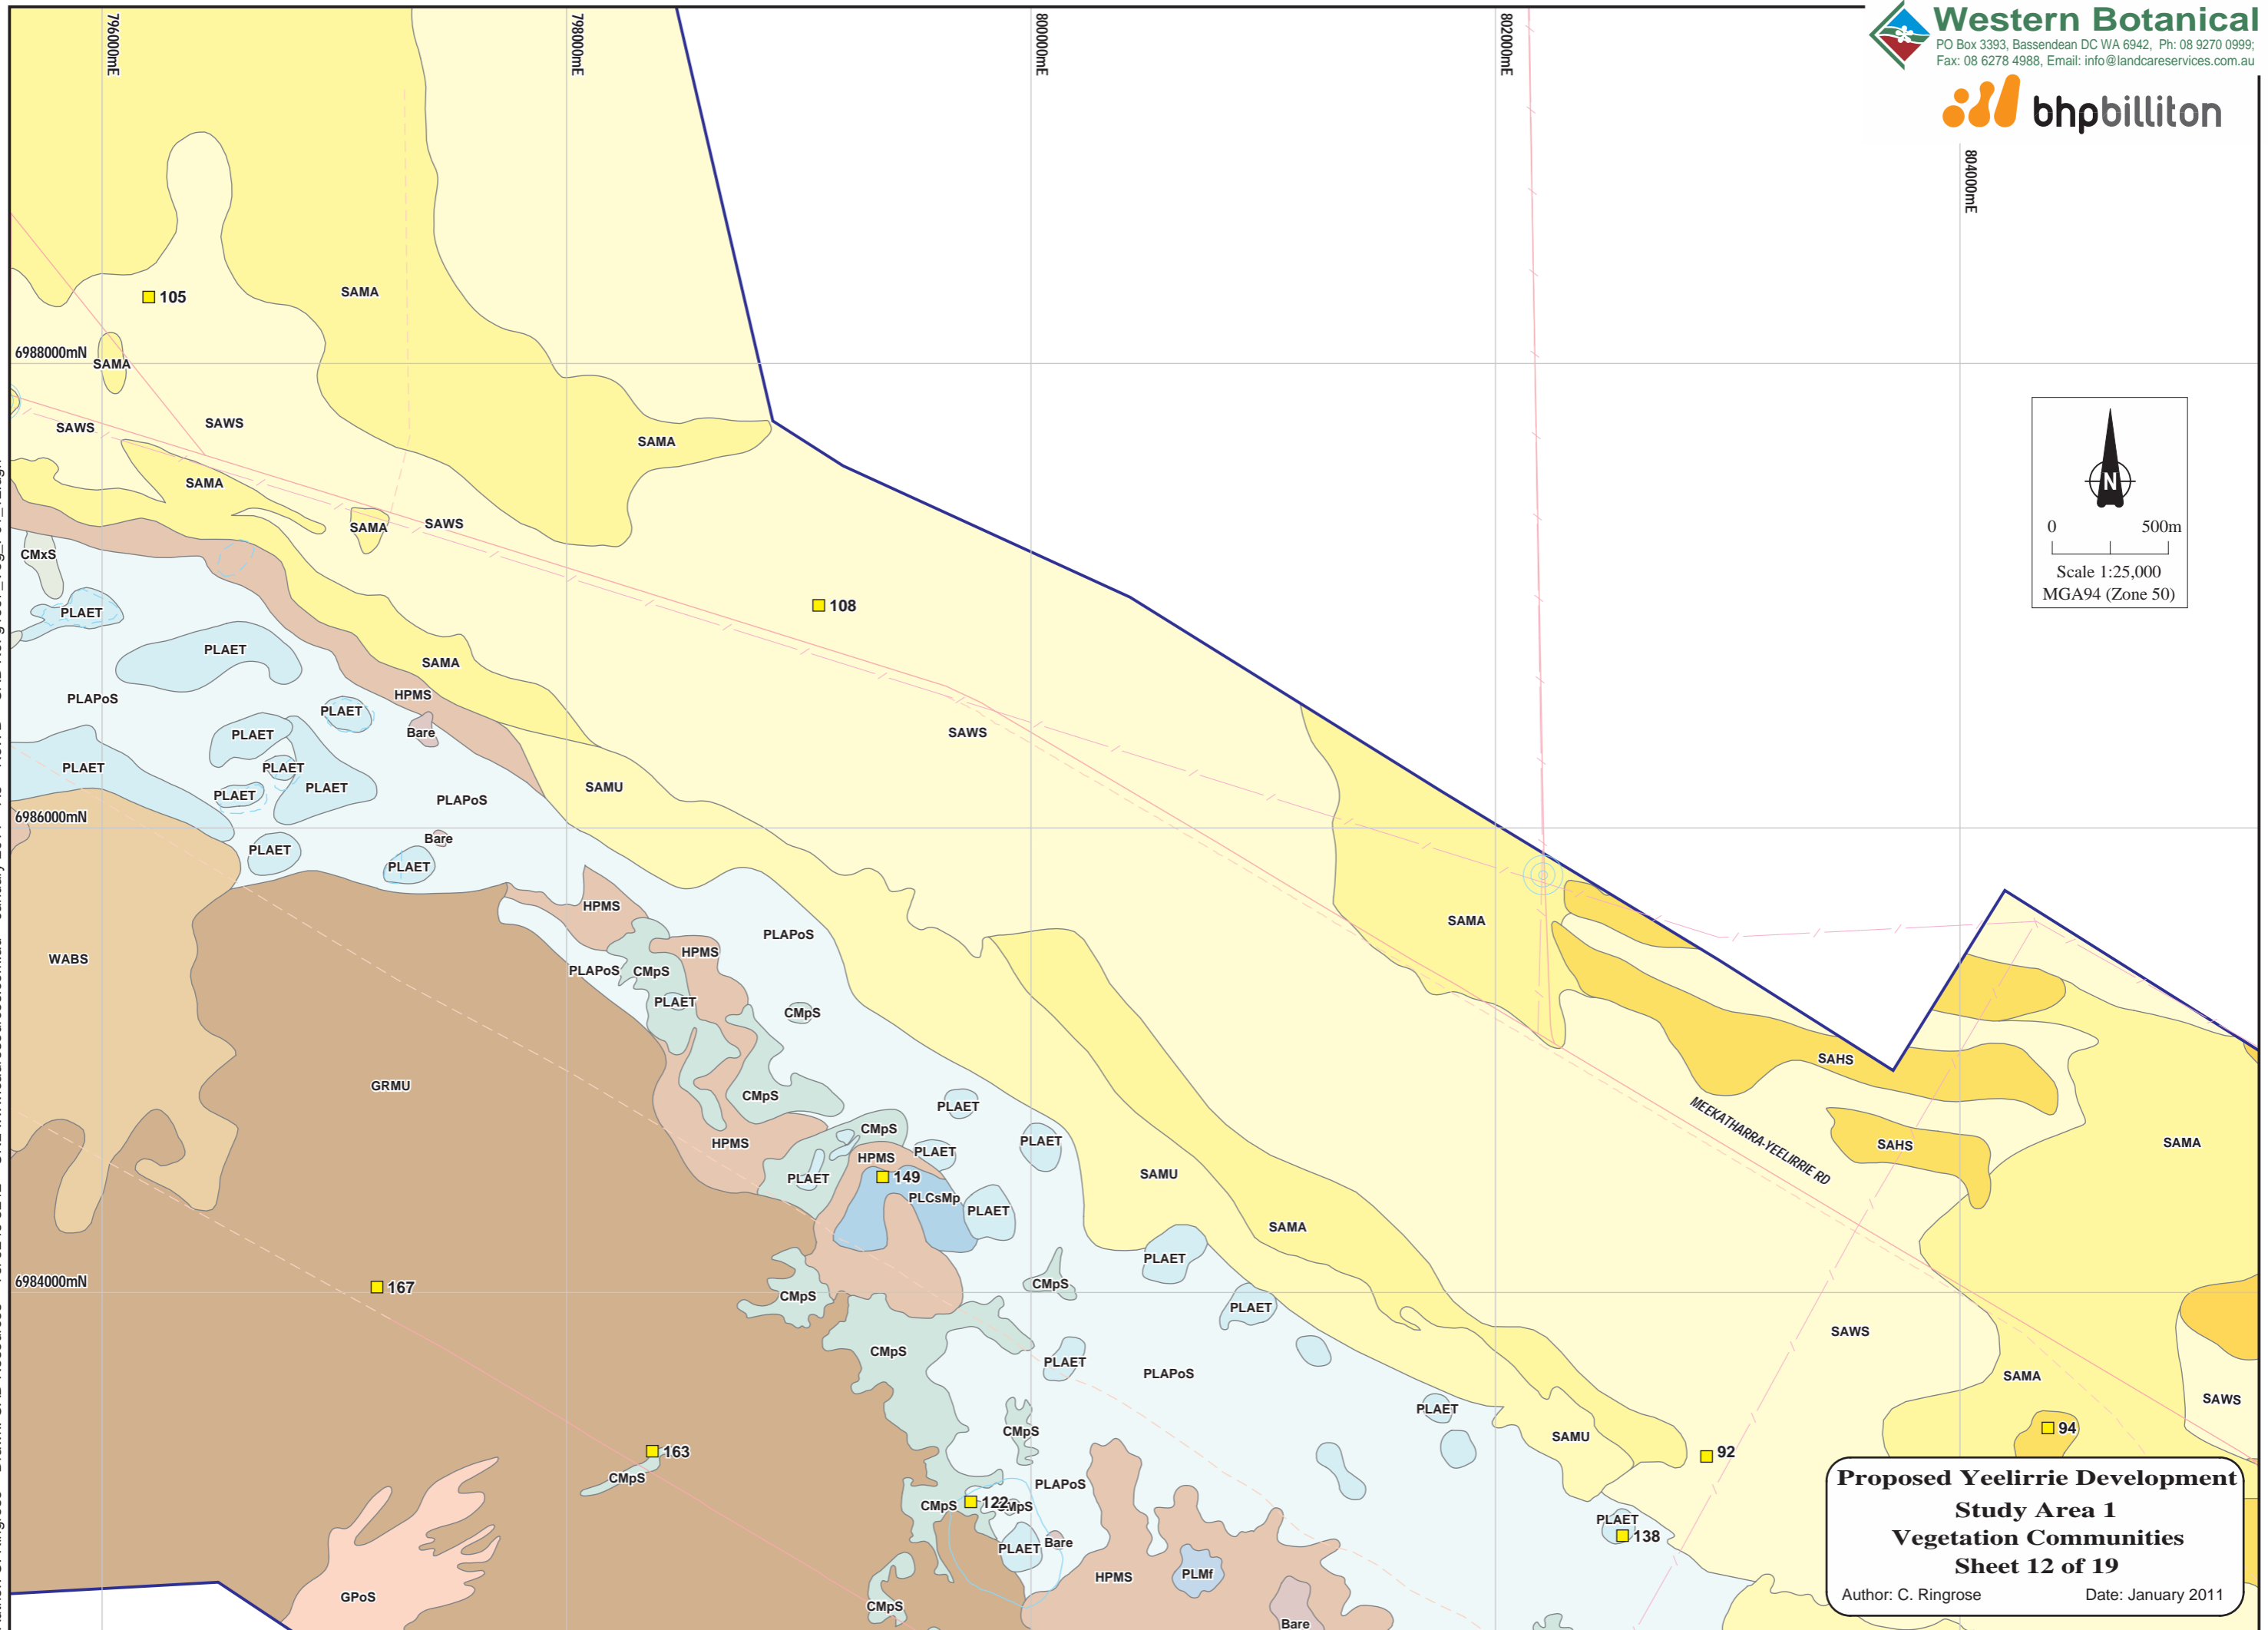 796000mE
798000mE
800000mE
802000mE
804000mE
Western Botanical
PO Box 3393, Bassendean DC WA 6942, Ph: 08 9270 0999;
Fax: 08 6278 4988, Email: info@landcareservices.com.au
bhpbilliton
105
SAMA
6988000mN
SAMA
SAWS
SAWS
SAMA
SAMA
SAMA
SAWS
N
0 500m
Scale 1:25,000
MGA94 (Zone 50)
CMxS
PLAET
108
PLAET
SAMA
PLAPoS
HPMS
PLAET
Bare
PLAET
SAWS
PLAET
PLAET
PLAET
PLAET
SAMU
PLAPoS
6986000mN
Bare
PLAET
PLAET
HPMS
SAMA
PLAPoS
HPMS
WABS
PLAPoS
CMpS
PLAET
CMpS
SAHS
GRMU
CMpS
PLAET
MEEKATHARRA-YEELIRRIE RD
CMpS
HPMS
PLAET
SAHS
SAMA
PLAET
HPMS
PLAET
149
SAMU
PLCsMp
PLAET
SAMA
PLAET
6984000mN
167
CMpS
CMpS
PLAET
SAWS
CMpS
PLAET
PLAPoS
SAMA
SAWS
PLAET
CMpS
SAMU
94
163
92
CMpS
PLAPoS
CMpS
122
CMpS
PLAET
138
PLAET
Bare
HPMS
PLMf
GPoS
CMpS
Bare
Proposed Yeelirrie Development
Study Area 1
Vegetation Communities
Sheet 12 of 19
Author: C. Ringrose Date: January 2011